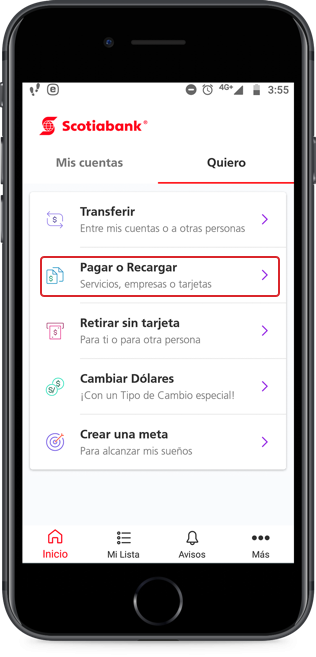 4G+ 3:55
Scotiabank®
Mis cuentas Quiero
Transferir
Entre mis cuentas o a otras personas
Pagar o Recargar
Servicios, empresas o tarjetas
Retirar sin tarjeta
Para ti o para otra persona
Cambiar Dólares
¡Con un Tipo de Cambio especial!
Crear una meta
Para alcanzar mis sueños
Inicio Mi Lista Avisos Más